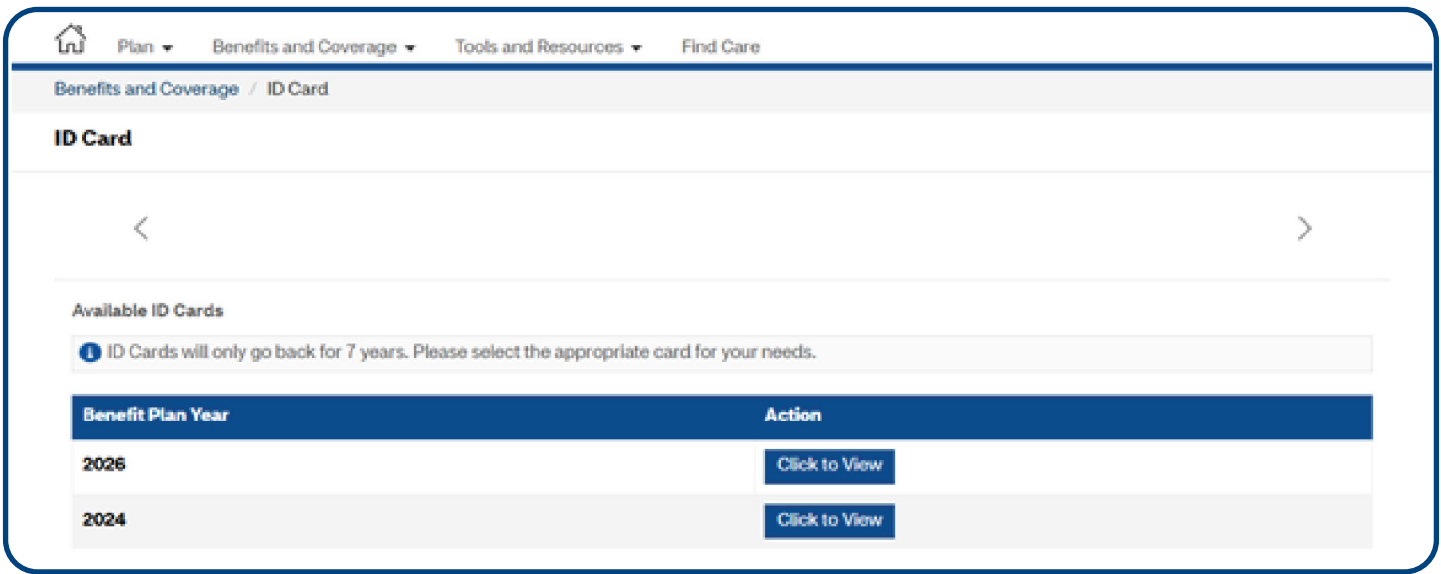 Plan Benefits and Coverage Tools and Resources Find Care
Benefits and Coverage / ID Card
ID Card
Available ID Cards
ID Cards will only go back for 7 years. Please select the appropriate card for your needs.
Benefit Plan Year Action
2026 Click to View
2024 Click to View